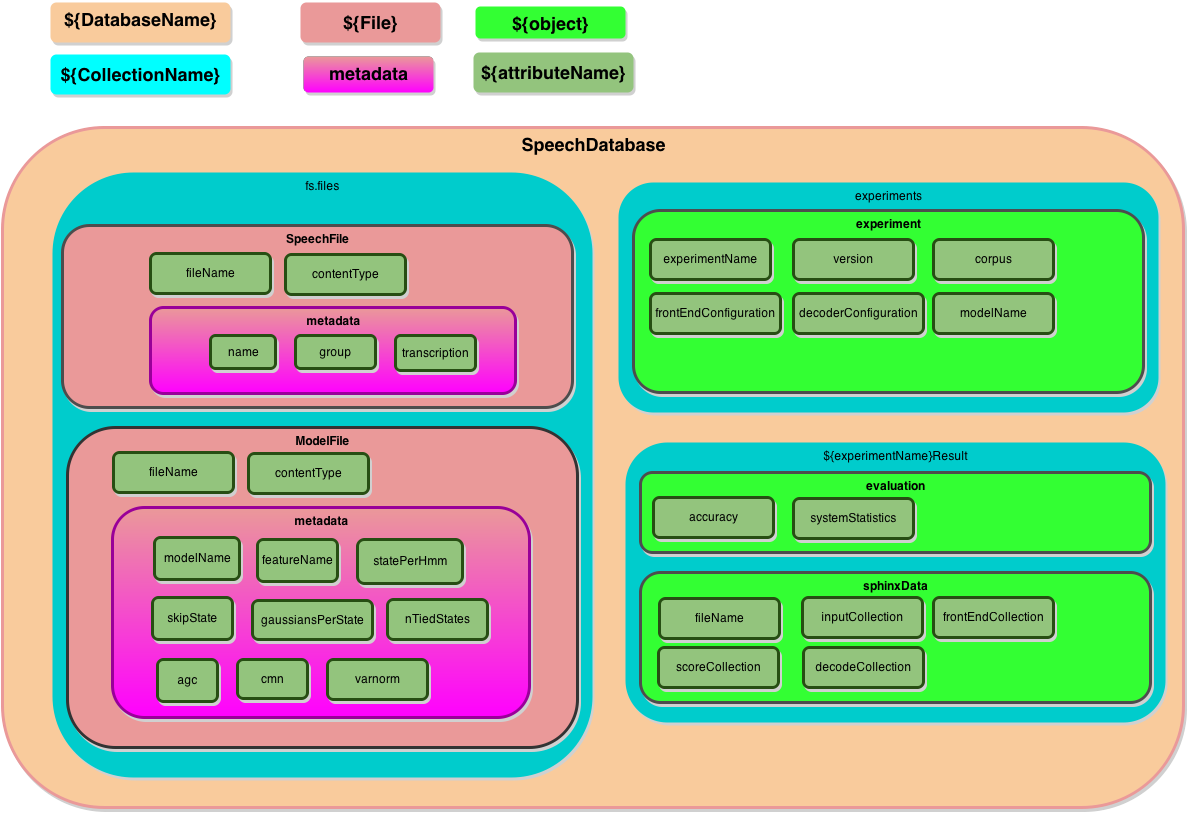 ${DatabaseName}
${File}
${object}
${CollectionName}
metadata
${attributeName}
SpeechDatabase
fs.files
SpeechFile
fileName
contentType
metadata
name
group
transcription
ModelFile
fileName
contentType
metadata
modelName
featureName
statePerHmm
skipState
gaussiansPerState
nTiedStates
agc
cmn
varnorm
experiments
experiment
experimentName
version
corpus
frontEndConfiguration
decoderConfiguration
modelName
${experimentName}Result
evaluation
accuracy
systemStatistics
sphinxData
fileName
inputCollection
frontEndCollection
scoreCollection
decodeCollection